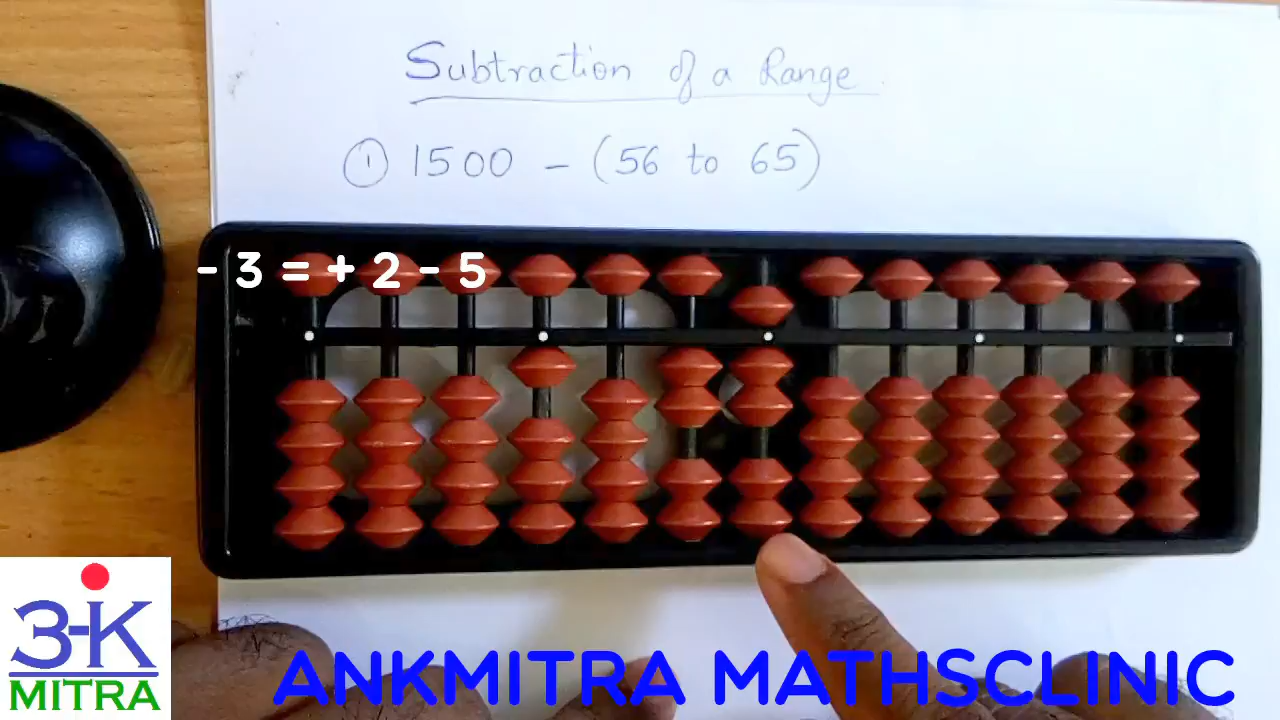 Subtraction of a Range
① 1500 - (56 to 65)
- 3 = + 2 - 5
3-K
MITRA
ANKMITRA MATHSCLINIC